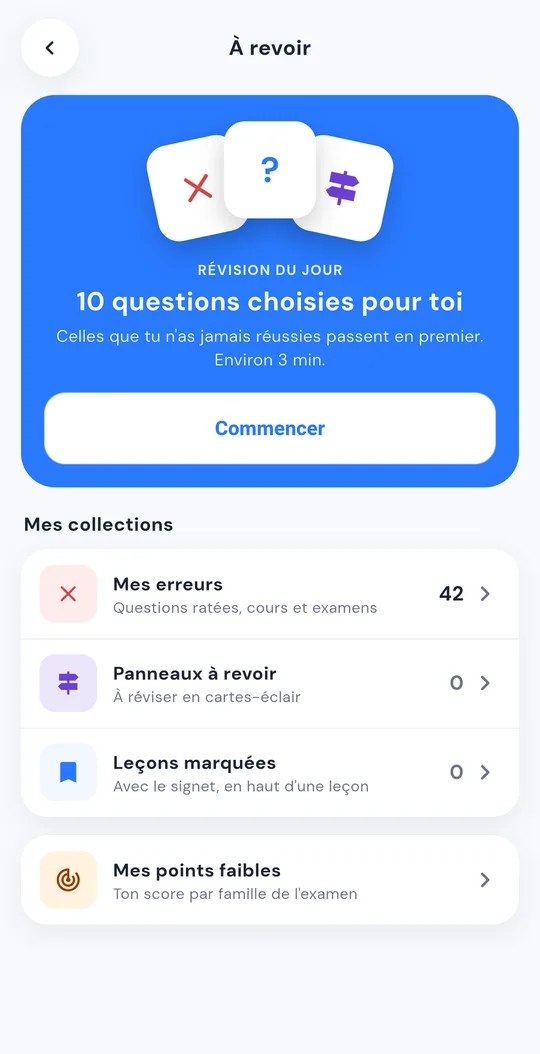 À revoir
?
RÉVISION DU JOUR
10 questions choisies pour toi
Celles que tu n'as jamais réussies passent en premier.
Environ 3 min.
Commencer
Mes collections
Mes erreurs
42
Questions ratées, cours et examens
Panneaux à revoir
0
À réviser en cartes-éclair
Leçons marquées
0
Avec le signet, en haut d'une leçon
Mes points faibles
Ton score par famille de l'examen